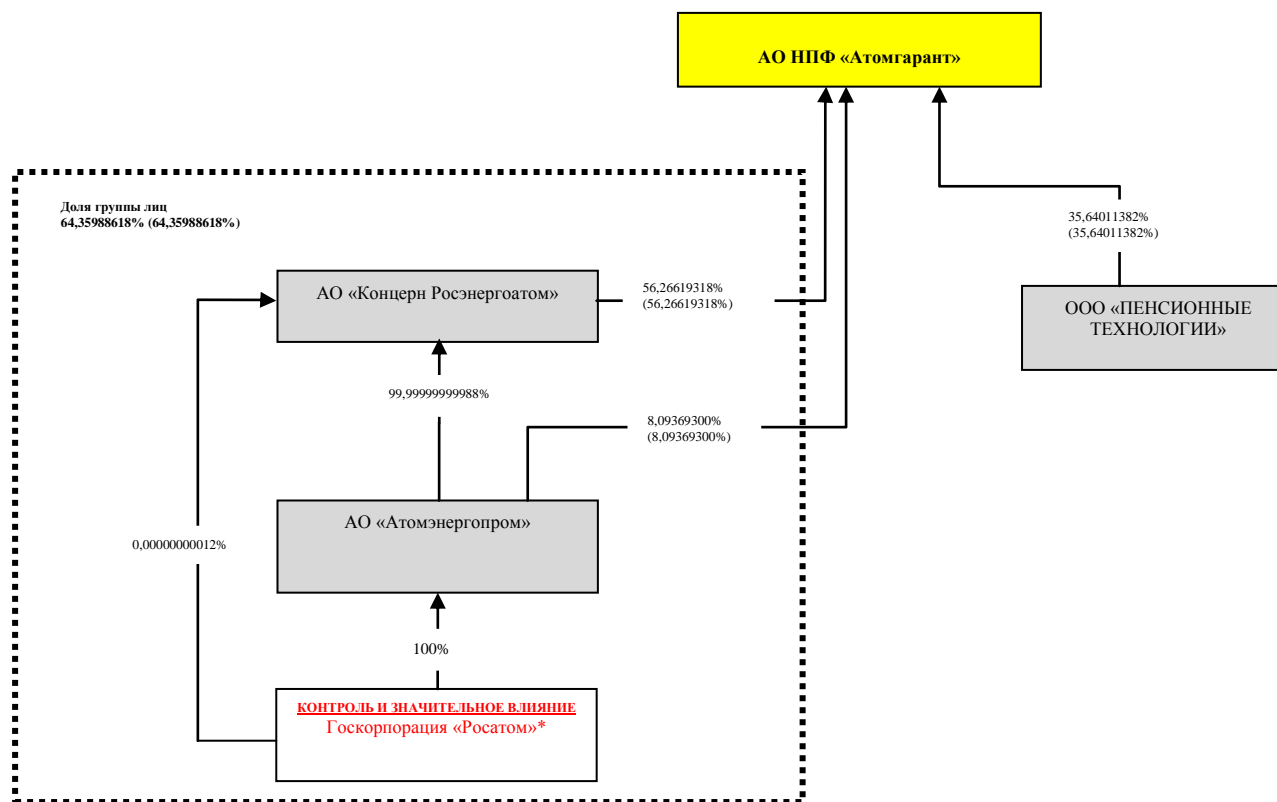 АО НПФ «Атомгарант»
Доля группы лиц
64,35988618% (64,35988618%)
35,64011382%
(35,64011382%)
АО «Концерн Росэнергоатом»
56,26619318%
(56,26619318%)
ООО «ПЕНСИОННЫЕ
ТЕХНОЛОГИИ»
99,99999999988%
8,09369300%
(8,09369300%)
АО «Атомэнергопром»
0,00000000012%
100%
КОНТРОЛЬ И ЗНАЧИТЕЛЬНОЕ ВЛИЯНИЕ
Госкорпорация «Росатом»*